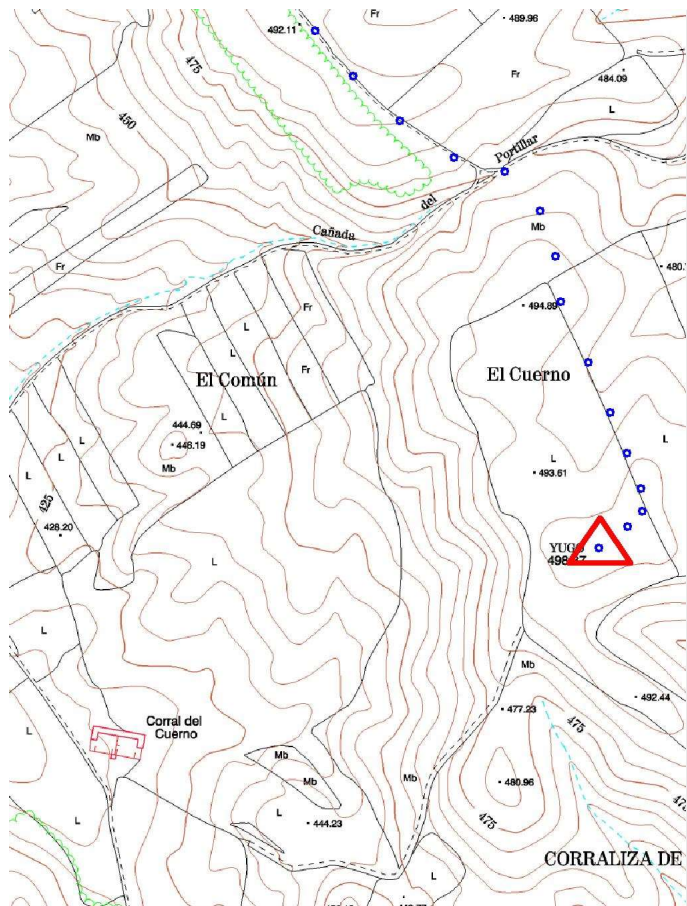 Fr
492.11
489.96
475
Fr
484.09
L
450
Mb
Portillar
del
Cañada
Mb
Fr
480.
494.89
Fr
L
L
El Común
Fr
El Cuerno
L
L
444.69
446.19
Mb
L
L
493.61
L
L
L
425
428.20
YUGO
L
L
Mb
492.44
477.23
475
Corral del
Cuerno
L
Mb
Mb
Mb
480.96
475
L
L
444.23
CORRALIZA DE
L